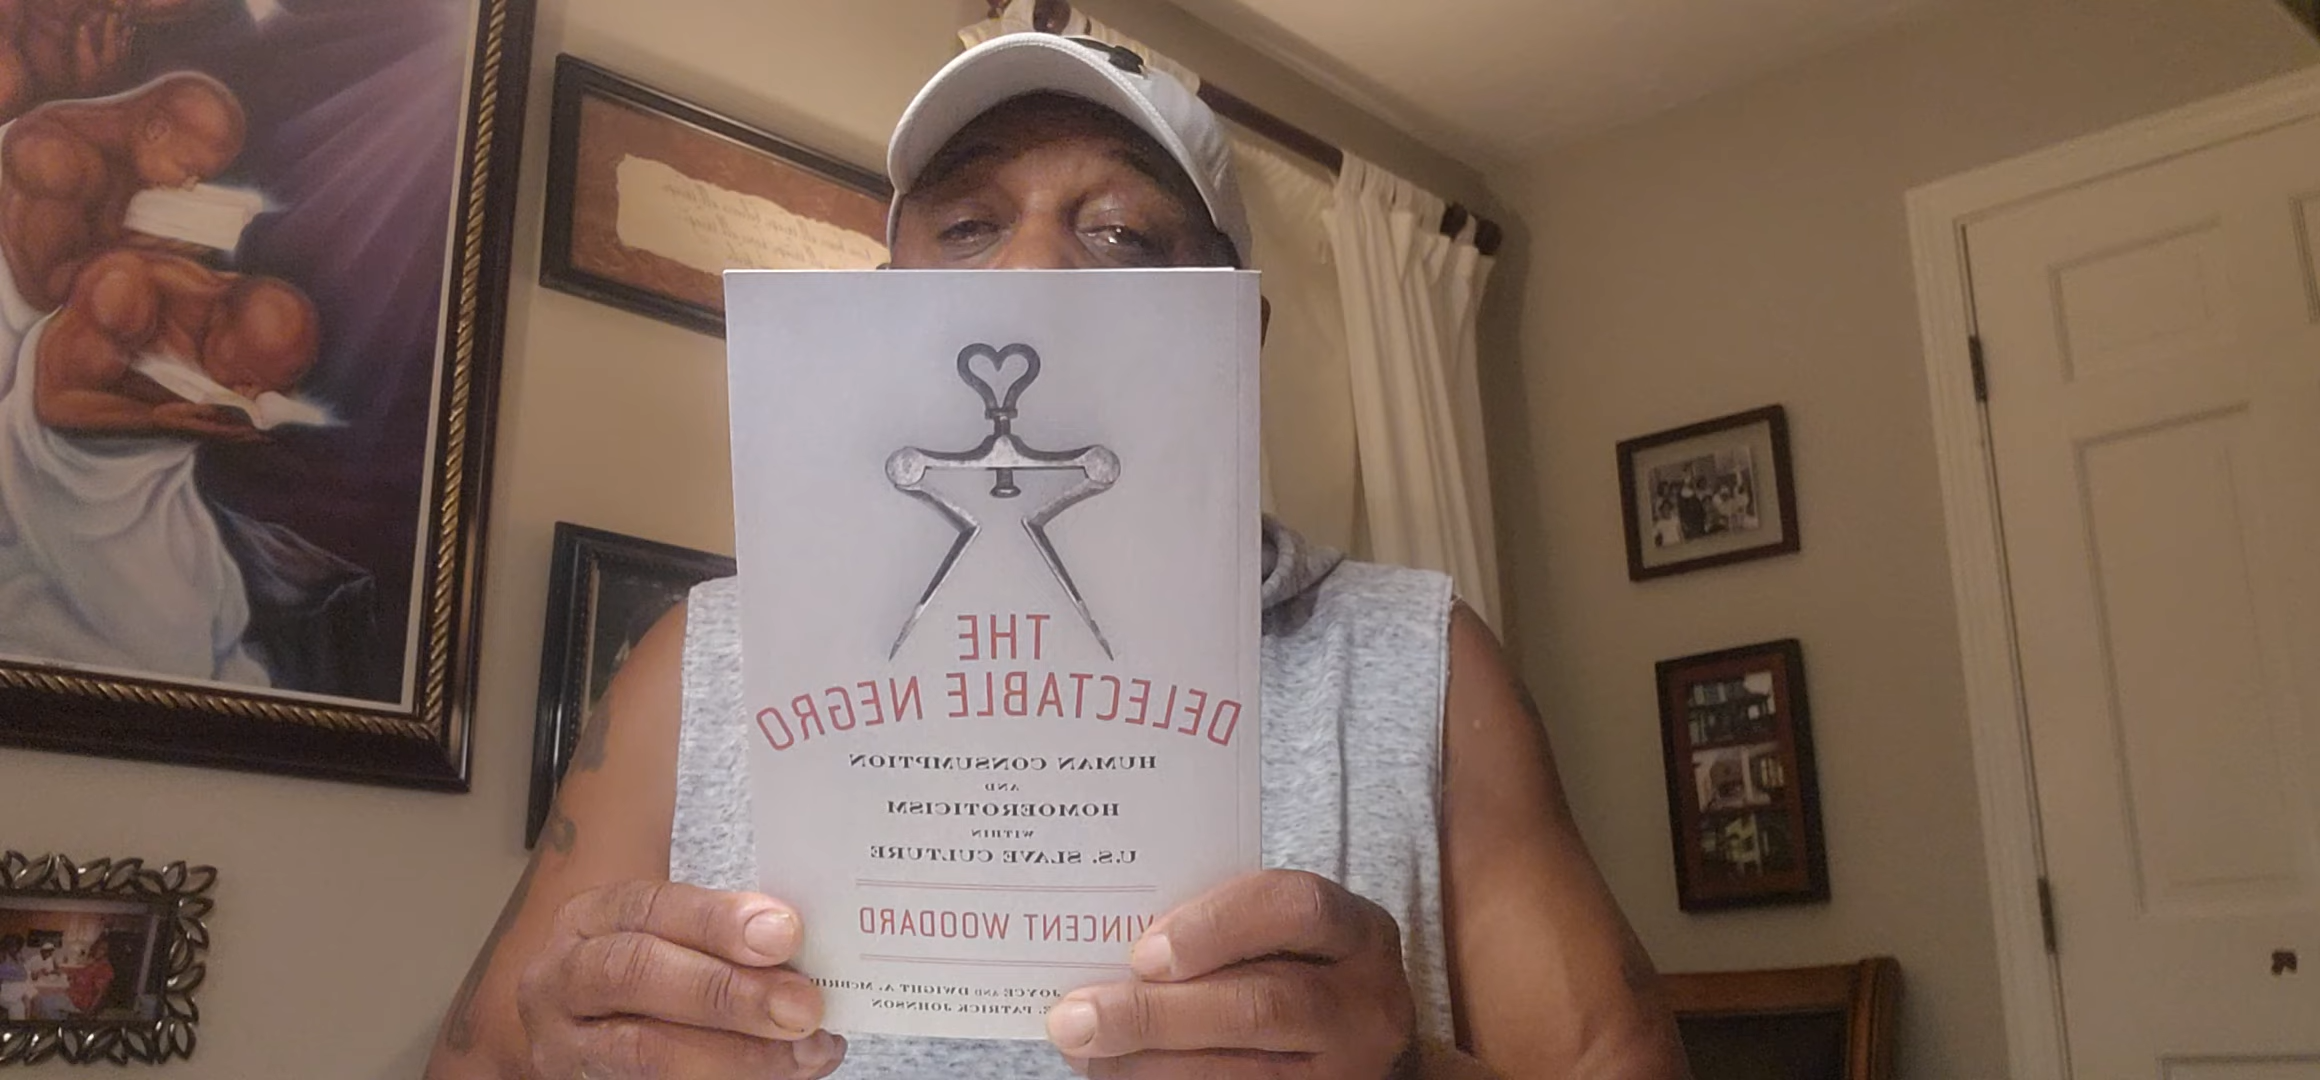 THE
DELECTABLE NEGRO
HUMAN CONSUMPTION
AND
HOMOEROTICISM
WITHIN
U.S. SLAVE CULTURE
VINCENT WOODARD
JOYCE AND DWIGHT A.
E. PATRICK JOHNSON